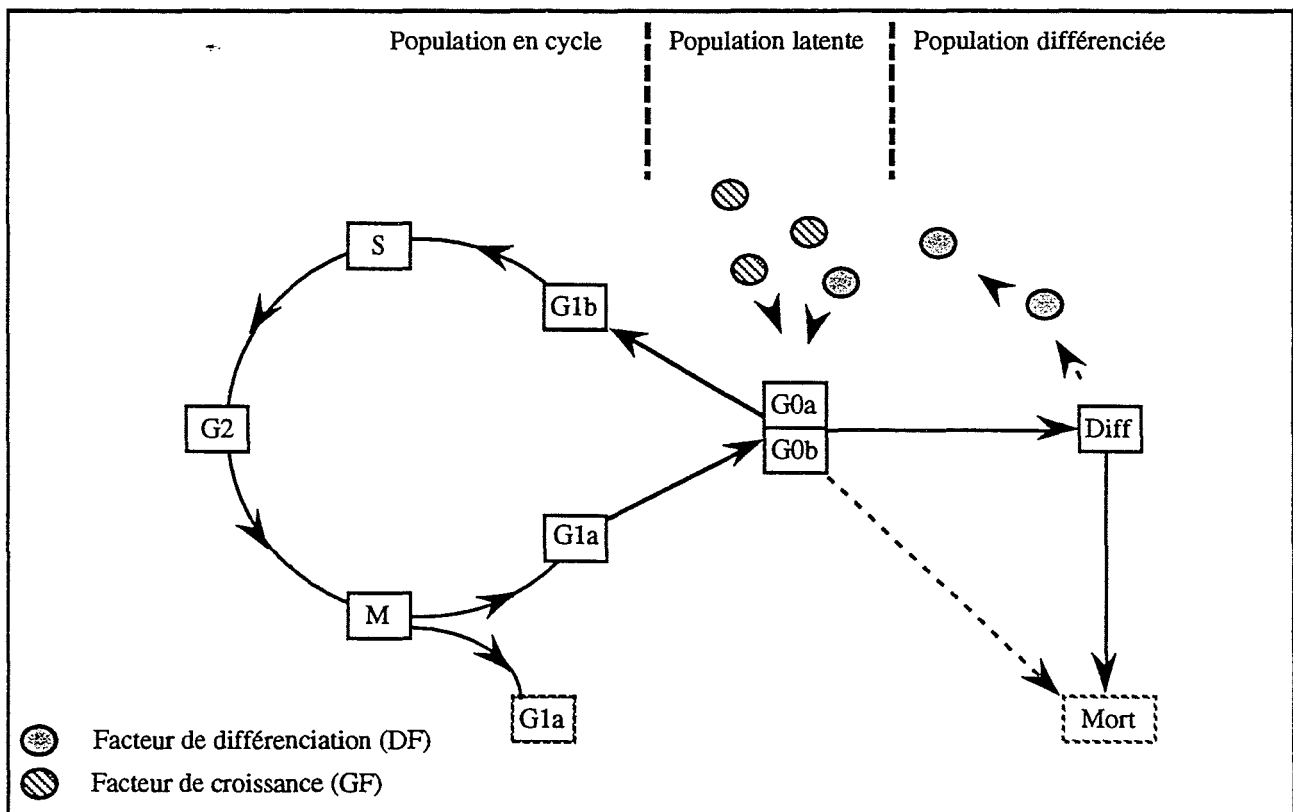 Population en cycle
Population latente
Population différenciée
S
G1b
G0a
G2
G0b
Diff
G1a
M
G1a
Mort
Facteur de différenciation (DF)
Facteur de croissance (GF)